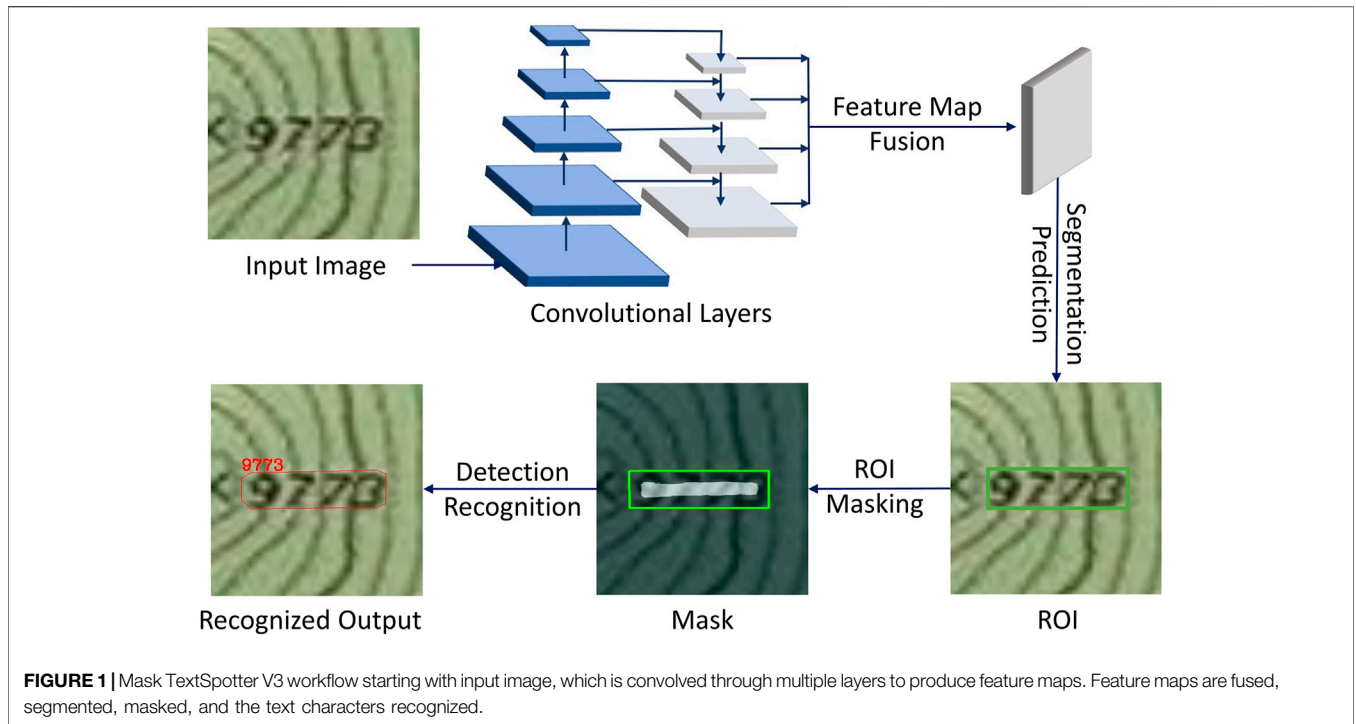 9773
Feature Map
Fusion
Input Image
Convolutional Layers
Segmentation
Prediction
9773
9773
Detection
Recognition
ROI
Masking
Recognized Output
Mask
ROI
FIGURE 1 | Mask TextSpotter V3 workflow starting with input image, which is convolved through multiple layers to produce feature maps. Feature maps are fused,
segmented, masked, and the text characters recognized.